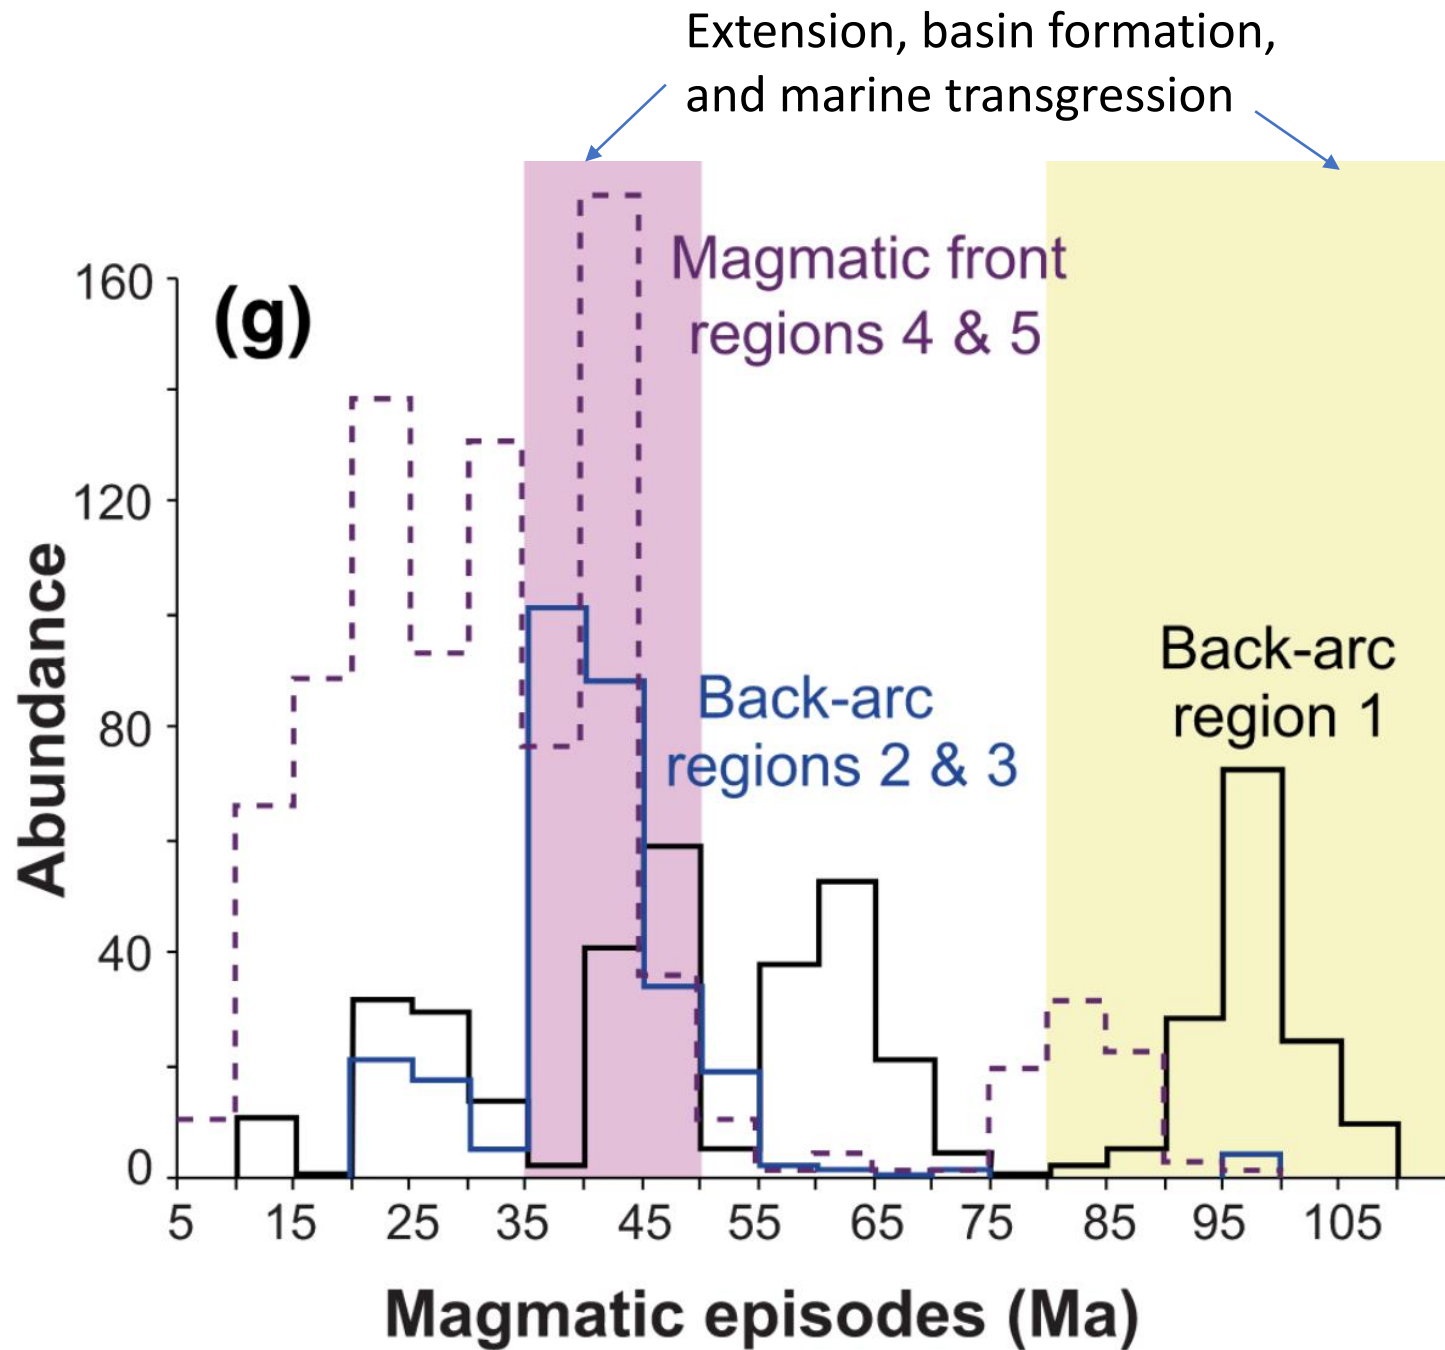 Extension, basin formation,
and marine transgression
(g)
Magmatic front
regions 4 & 5
Back-arc
regions 2 & 3
Back-arc
region 1
Abundance
160
120
80
40
0
5 15 25 35 45 55 65 75 85 95 105
Magmatic episodes (Ma)